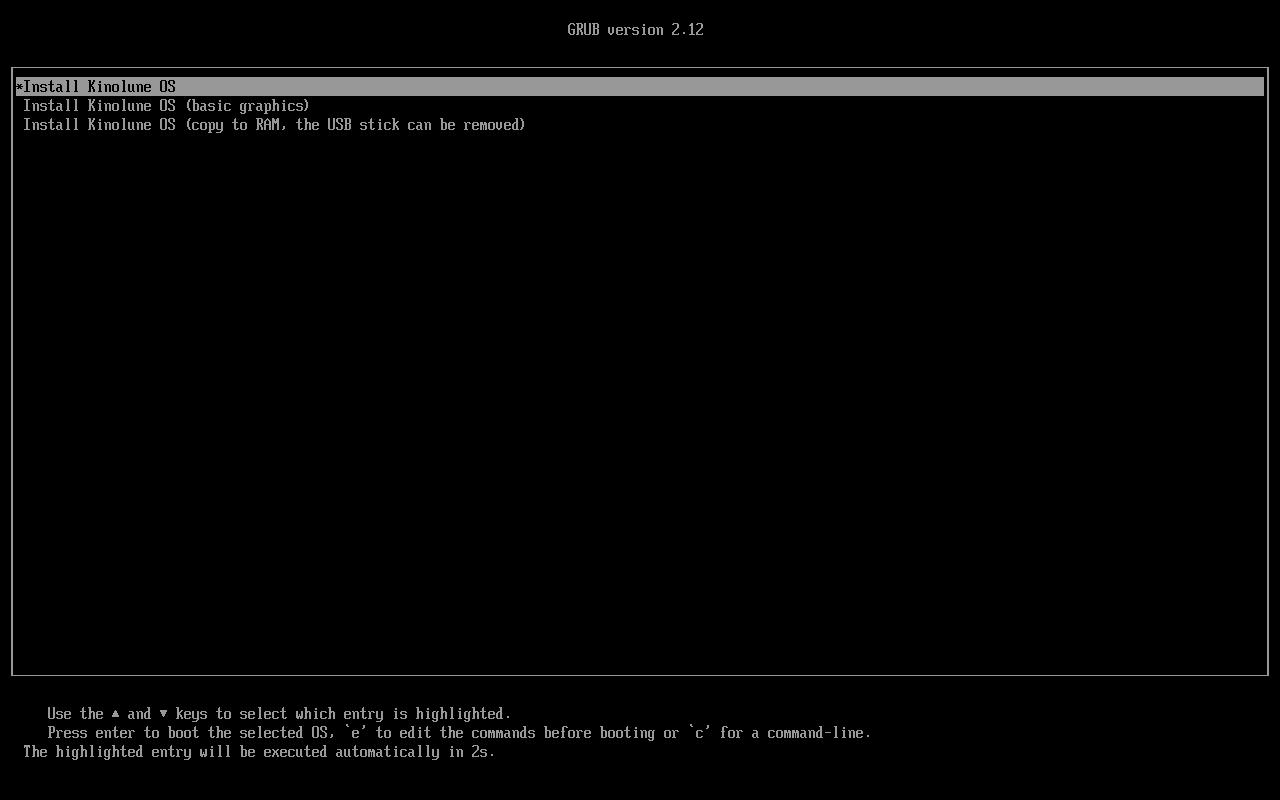 GRUB version 2.12
*Install Kinolune OS
Install Kinolune OS (basic graphics)
Install Kinolune OS (copy to RAM, the USB stick can be removed)
Use the ▲ and ▼ keys to select which entry is highlighted.
Press enter to boot the selected OS, `e' to edit the commands before booting or `c' for a command-line.
The highlighted entry will be executed automatically in 2s.